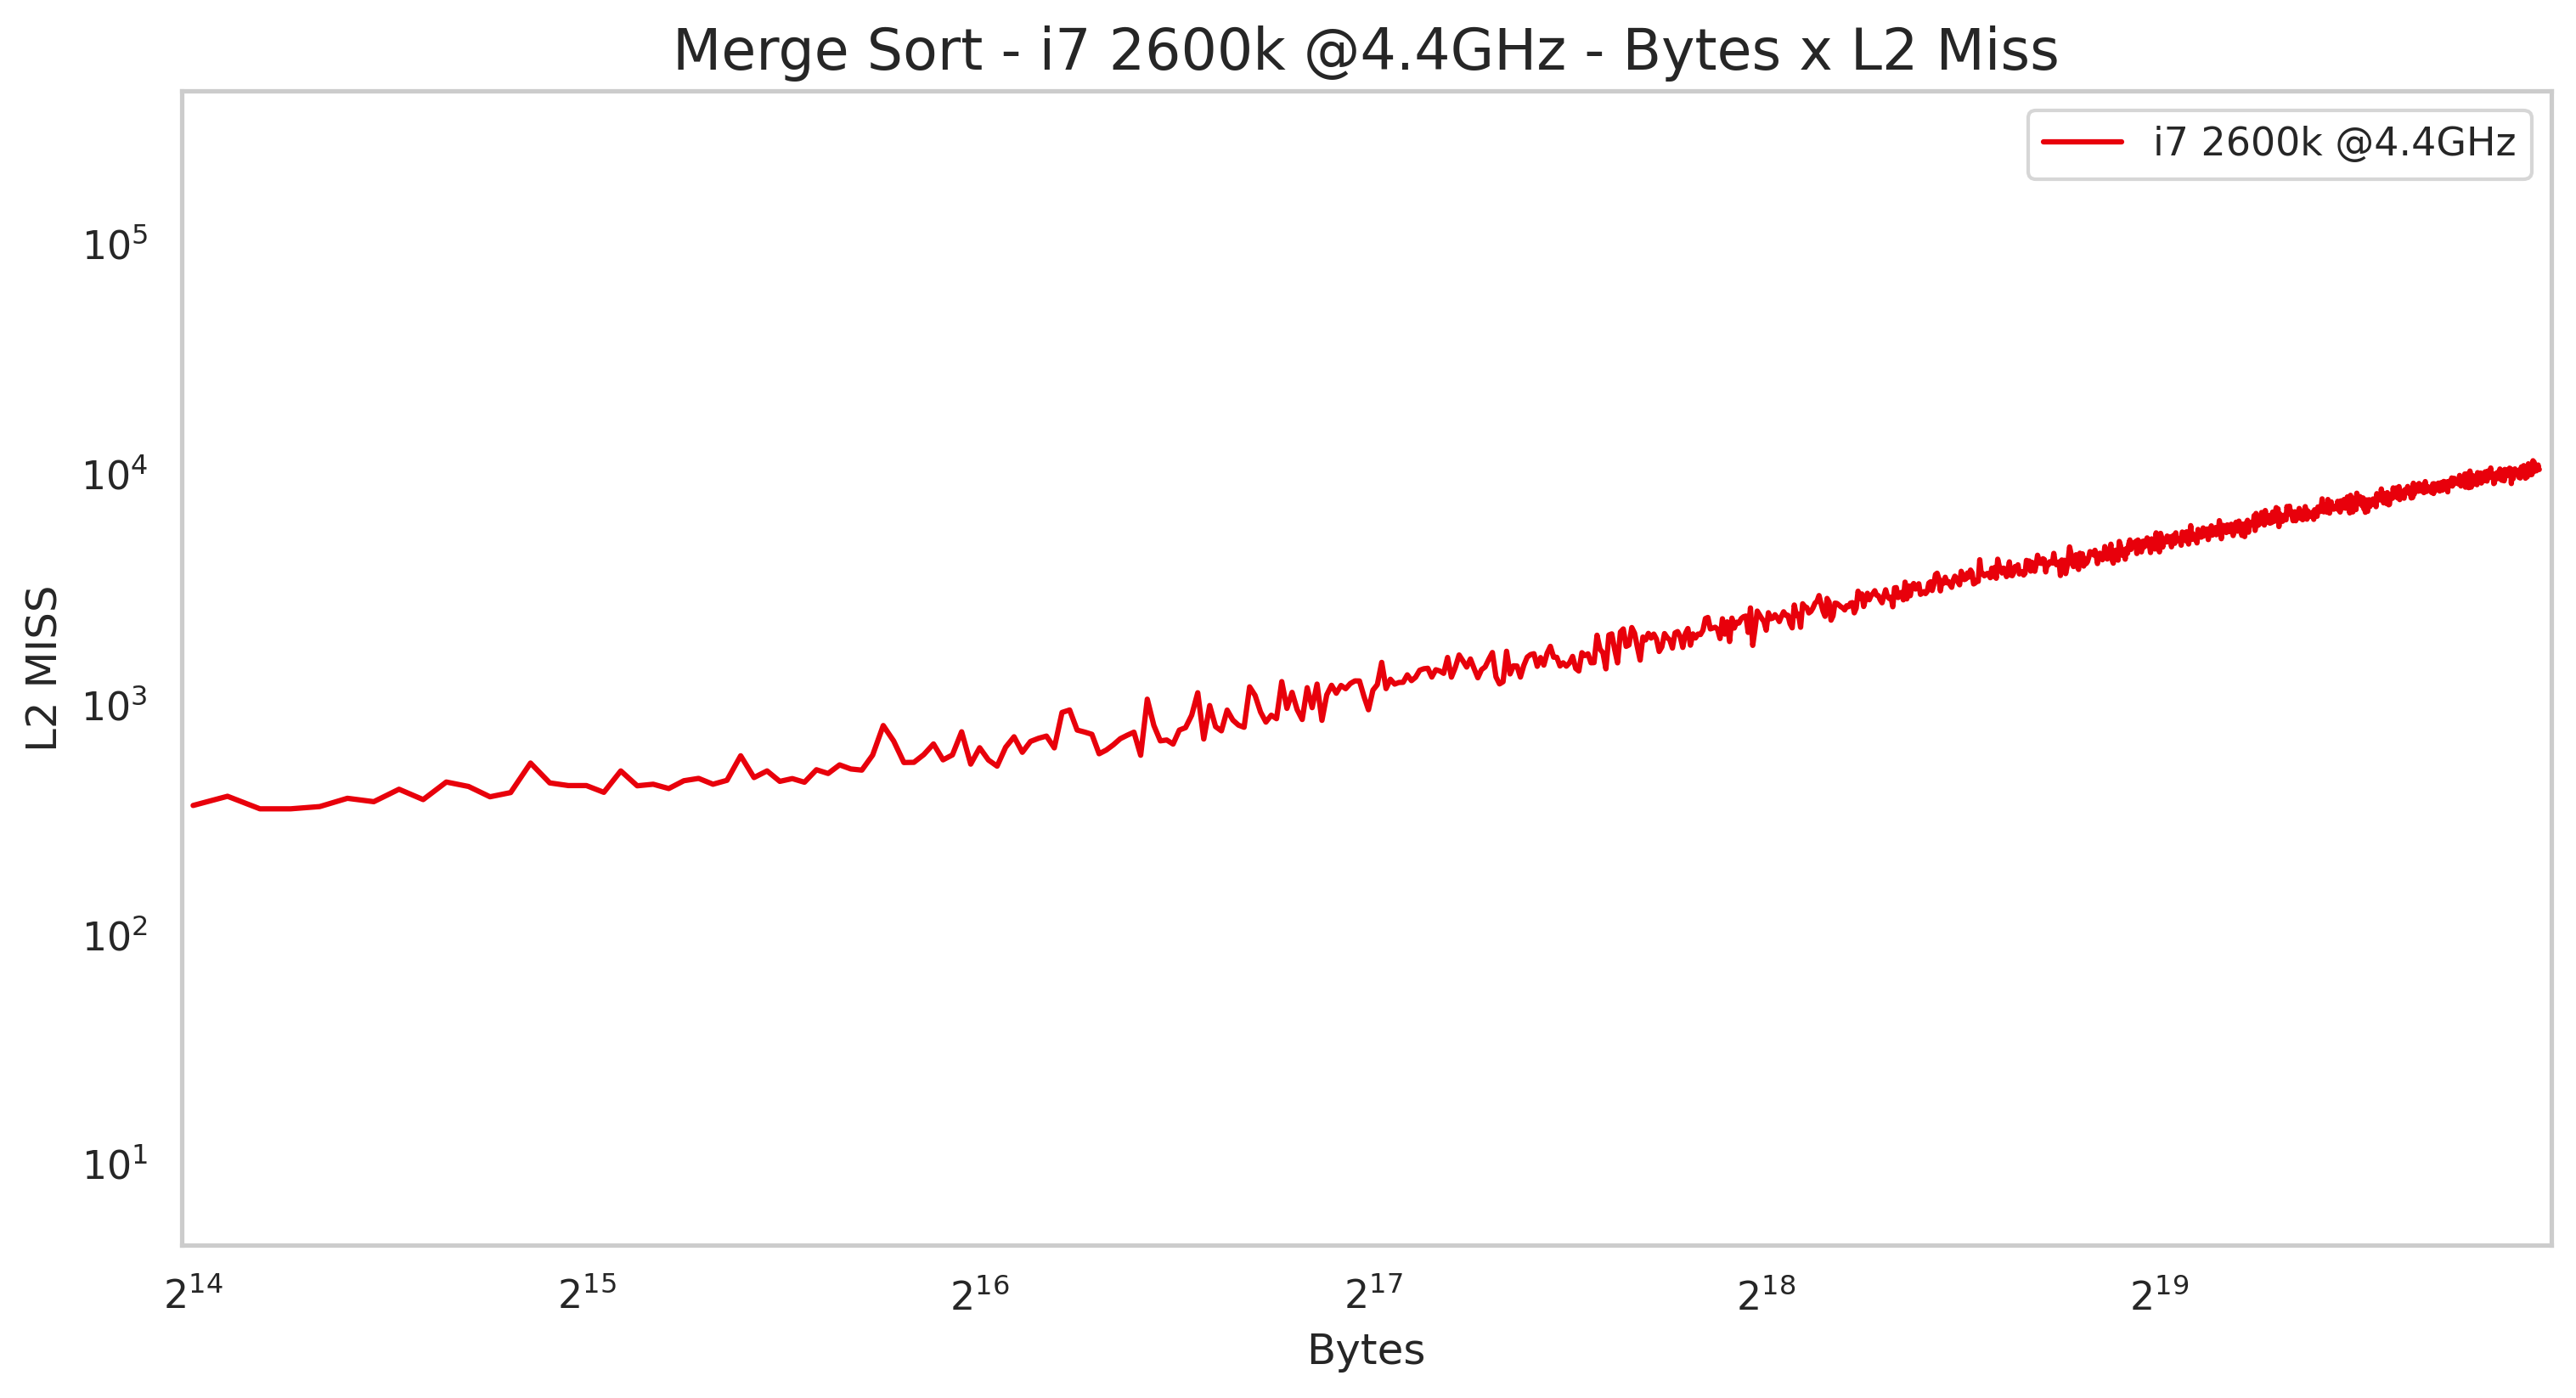 Merge Sort - i7 2600k @4.4GHz - Bytes x L2 Miss
i7 2600k @4.4GHz
L2 MISS
10⁵
10⁴
10³
10²
10¹
2¹⁴ 2¹⁵ 2¹⁶ 2¹⁷ 2¹⁸ 2¹⁹
Bytes